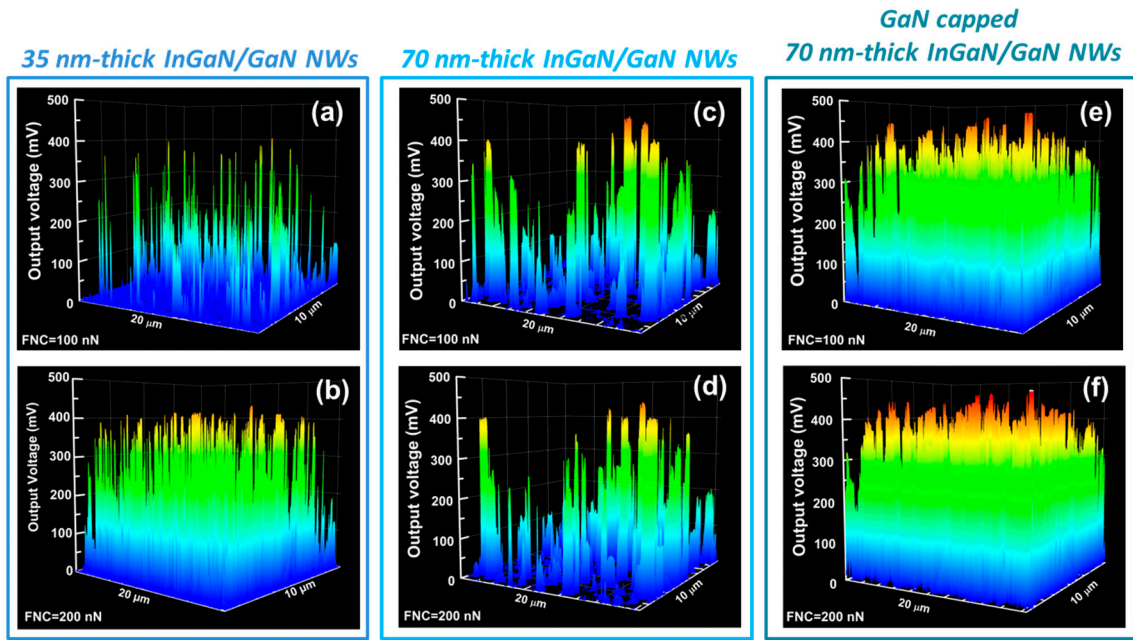 35 nm-thick InGaN/GaN NWs
70 nm-thick InGaN/GaN NWs
GaN capped
70 nm-thick InGaN/GaN NWs
(a)
Output voltage (mV)
500
400
300
200
100
0
20 µm
10 µm
FNC=100 nN
(c)
Output voltage (mV)
500
400
300
200
100
0
20 µm
10 µm
FNC=100 nN
(e)
Output voltage (mV)
500
400
300
200
100
0
20 µm
10 µm
FNC=100 nN
(b)
Output Voltage (mV)
500
400
300
200
100
0
20 µm
10 µm
FNC=200 nN
(d)
Output voltage (mV)
500
400
300
200
100
0
20 µm
10 µm
FNC=200 nN
(f)
Output voltage (mV)
500
400
300
200
100
0
20 µm
10 µm
FNC=200 nN